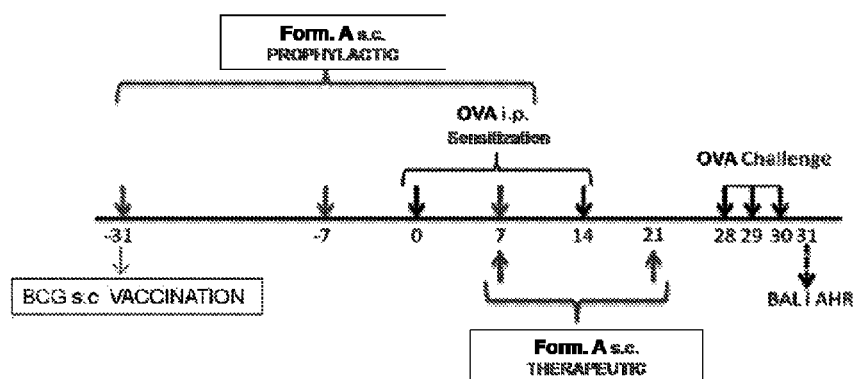 Form. A s.c.
PROPHYLACTIC
OVA i.p.
Sensitization
OVA Challenge
-31 -7 0 7 14 21 28 29 30 31
BCG s.c VACCINATION
BAL / AHR
Form. A s.c.
THERAPEUTIC